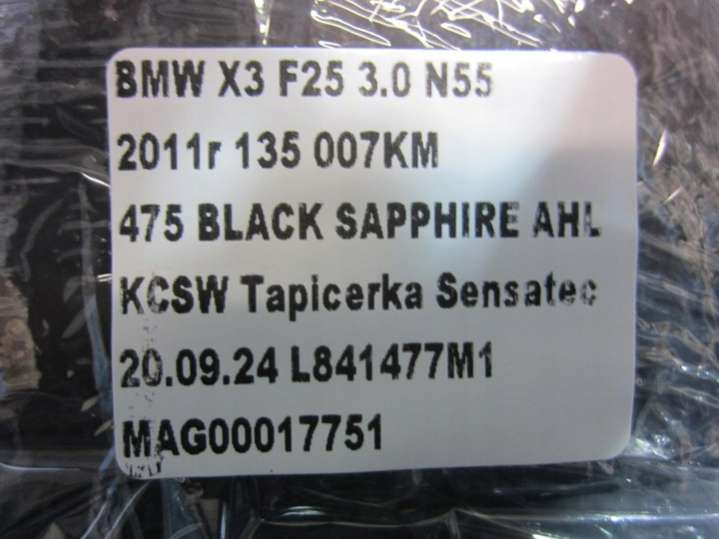 BMW X3 F25 3.0 N55
2011r 135 007KM
475 BLACK SAPPHIRE AHL
KCSW Tapicerka Sensatec
20.09.24 L841477M1
MAG00017751